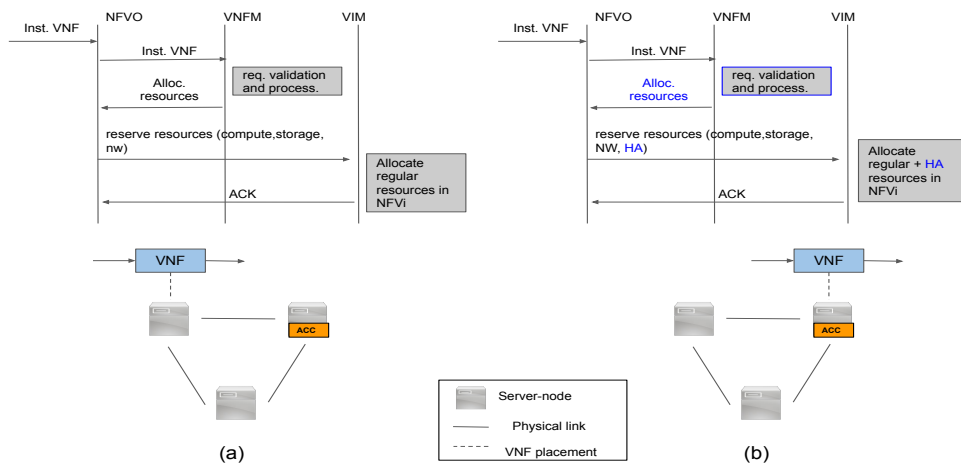 NFVO VNFM VIM
Inst. VNF
Inst. VNF
req. validation
and process.
Alloc.
resources
reserve resources (compute,storage,
nw)
Allocate
regular
resources in
NFVi
ACK
VNF
ACC
(a)
NFVO VNFM VIM
Inst. VNF
Inst. VNF
req. validation
and process.
Alloc.
resources
reserve resources (compute,storage,
NW, HA)
Allocate
regular + HA
resources in
NFVi
ACK
VNF
ACC
(b)
Server-node
Physical link
VNF placement